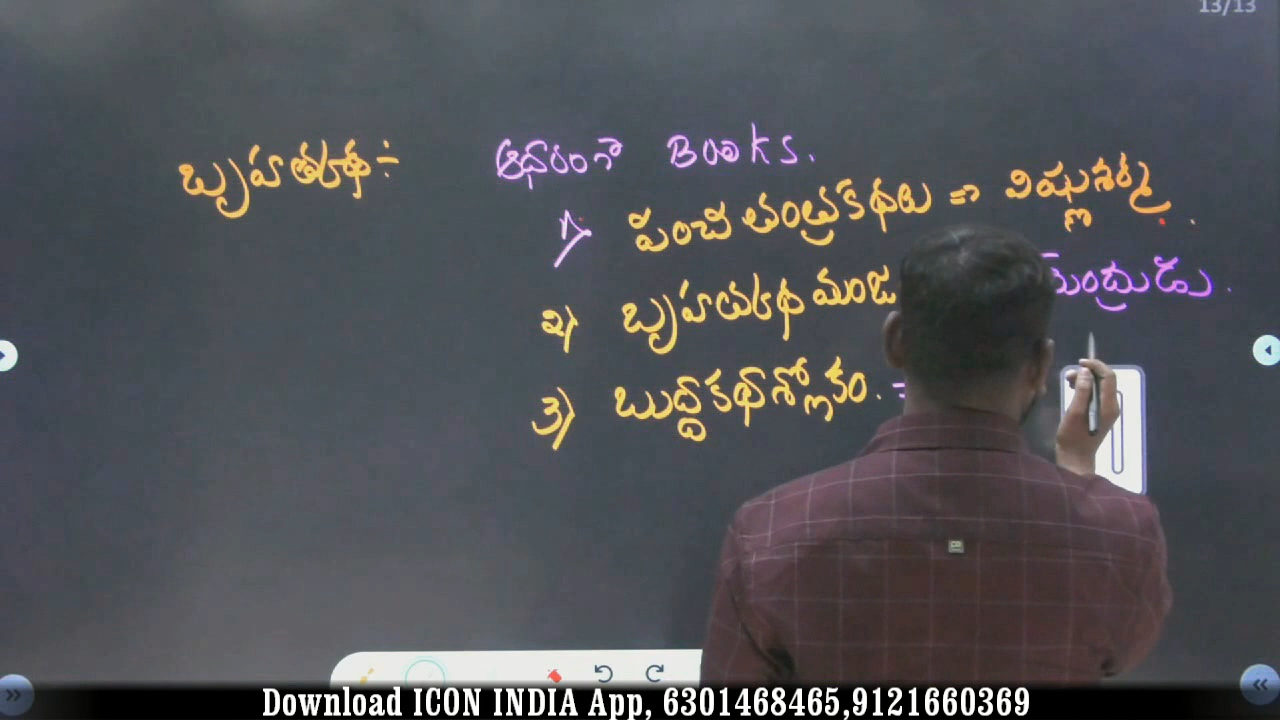 13/13
బృహత్కథ ÷ ఆధారంగా Books.
1) పంచతంత్రకథలు => విష్ణుశర్మ.
2) బృహత్కథ మంజ
3) బుద్ధకథాశ్లోకం. =
Download ICON INDIA App, 6301468465,9121660369